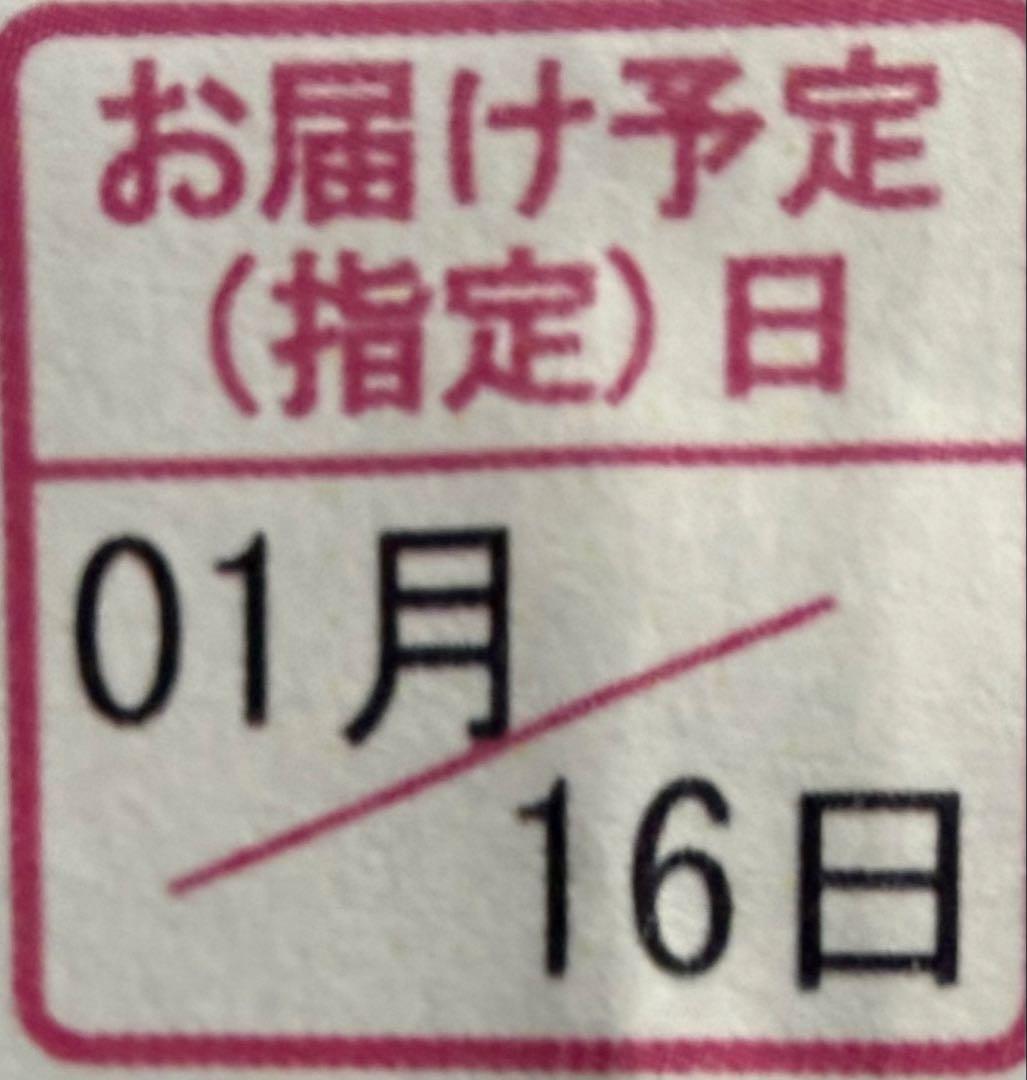 お届け予定
(指定)日
01月
16日